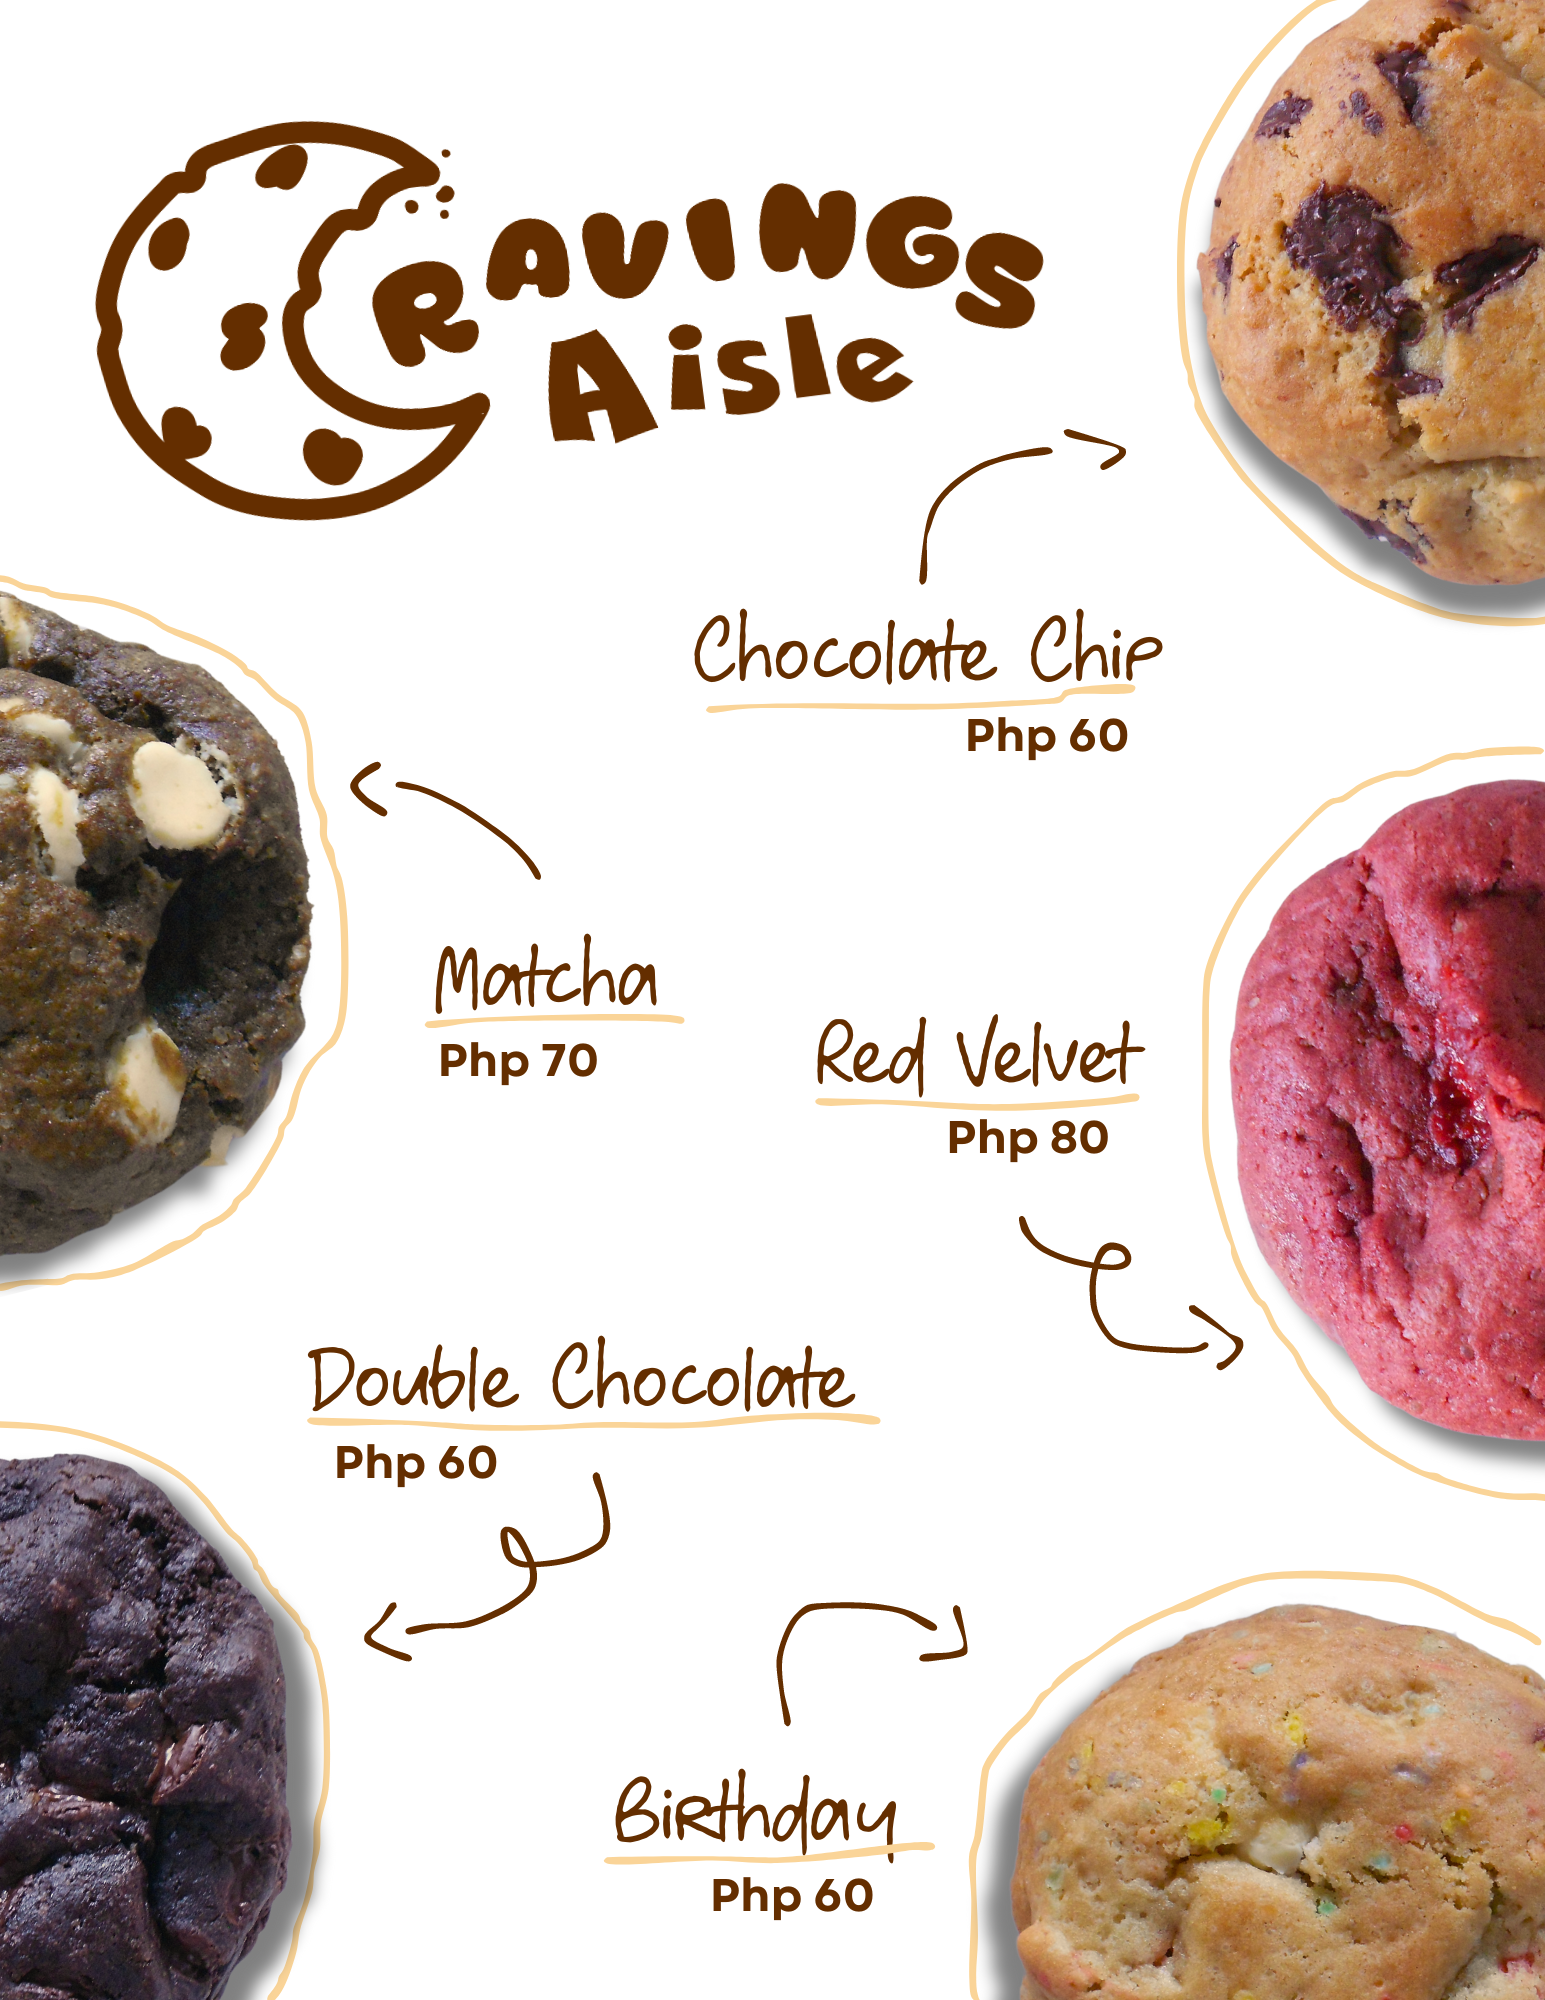 CRAVINGS
Aisle
Chocolate Chip
Php 60
Matcha
Php 70
Red Velvet
Php 80
Double Chocolate
Php 60
Birthday
Php 60